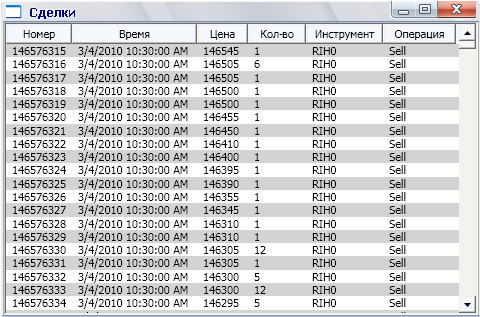 Сделки
Номер Время Цена Кол-во Инструмент Операция
146576315 3/4/2010 10:30:00 AM 146545 1 RIH0 Sell
146576316 3/4/2010 10:30:00 AM 146505 6 RIH0 Sell
146576317 3/4/2010 10:30:00 AM 146505 1 RIH0 Sell
146576318 3/4/2010 10:30:00 AM 146500 1 RIH0 Sell
146576319 3/4/2010 10:30:00 AM 146500 1 RIH0 Sell
146576320 3/4/2010 10:30:00 AM 146455 1 RIH0 Sell
146576321 3/4/2010 10:30:00 AM 146450 1 RIH0 Sell
146576322 3/4/2010 10:30:00 AM 146410 1 RIH0 Sell
146576323 3/4/2010 10:30:00 AM 146400 1 RIH0 Sell
146576324 3/4/2010 10:30:00 AM 146395 1 RIH0 Sell
146576325 3/4/2010 10:30:00 AM 146390 1 RIH0 Sell
146576326 3/4/2010 10:30:00 AM 146355 1 RIH0 Sell
146576327 3/4/2010 10:30:00 AM 146345 1 RIH0 Sell
146576328 3/4/2010 10:30:00 AM 146310 1 RIH0 Sell
146576329 3/4/2010 10:30:00 AM 146310 1 RIH0 Sell
146576330 3/4/2010 10:30:00 AM 146305 12 RIH0 Sell
146576331 3/4/2010 10:30:00 AM 146305 1 RIH0 Sell
146576332 3/4/2010 10:30:00 AM 146300 5 RIH0 Sell
146576333 3/4/2010 10:30:00 AM 146300 12 RIH0 Sell
146576334 3/4/2010 10:30:00 AM 146295 5 RIH0 Sell